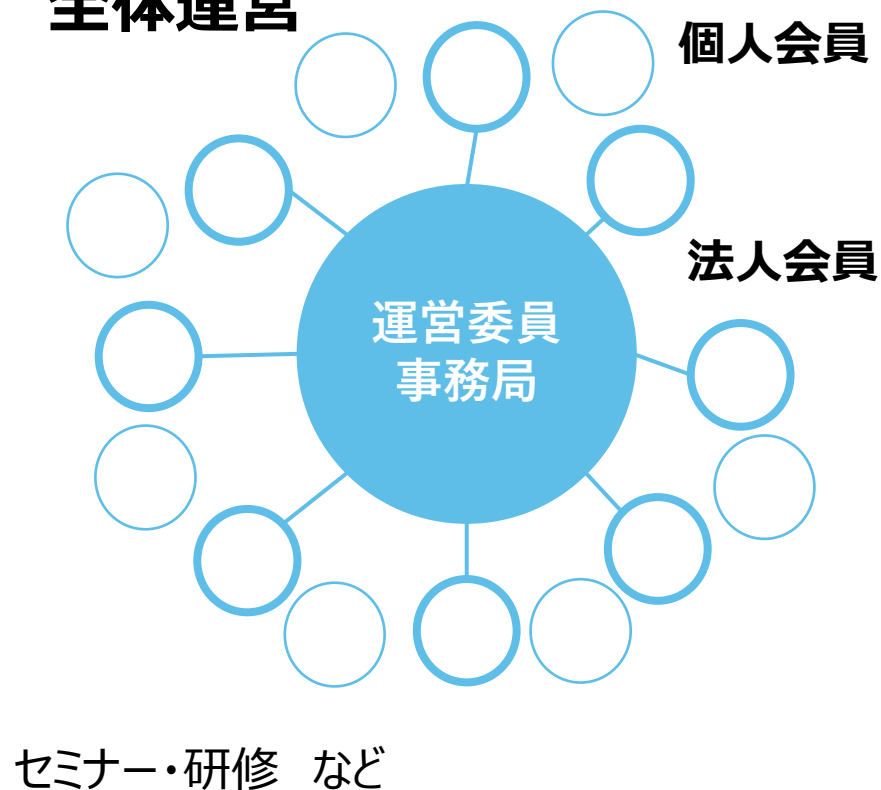 全体運営
個人会員
法人会員
運営委員
事務局
セミナー・研修　など